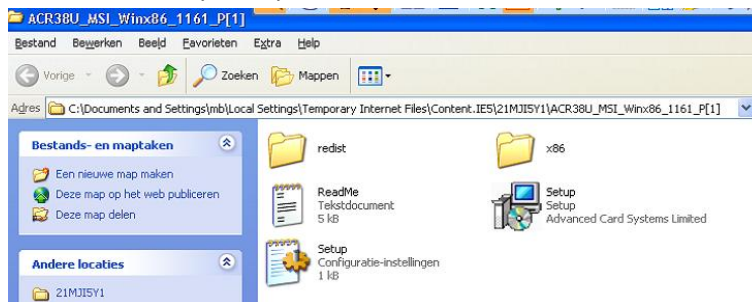 ACR38U_MSI_Winx86_1161_P[1]
Bestand Bewerken Beeld Favorieten Extra Help
Vorige Zoeken Mappen
Adres C:\Documents and Settings\mb\Local Settings\Temporary Internet Files\Content.IE5\21MJI5Y1\ACR38U_MSI_Winx86_1161_P[1]
Bestands- en maptaken
Een nieuwe map maken
Deze map op het web publiceren
Deze map delen
Andere locaties
21MJI5Y1
redist
x86
ReadMe
Tekstdocument
5 kB
Setup
Setup
Advanced Card Systems Limited
Setup
Configuratie-instellingen
1 kB